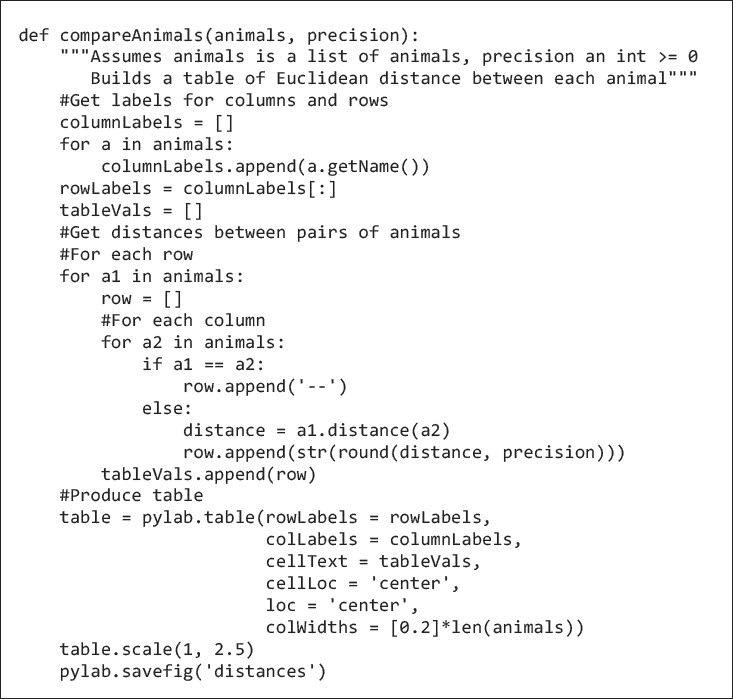 def compareAnimals(animals, precision):
    """Assumes animals is a list of animals, precision an int >= 0
       Builds a table of Euclidean distance between each animal"""
    #Get labels for columns and rows
    columnLabels = []
    for a in animals:
        columnLabels.append(a.getName())
    rowLabels = columnLabels[:]
    tableVals = []
    #Get distances between pairs of animals
    #For each row
    for a1 in animals:
        row = []
        #For each column
        for a2 in animals:
            if a1 == a2:
                row.append('--')
            else:
                distance = a1.distance(a2)
                row.append(str(round(distance, precision)))
        tableVals.append(row)
    #Produce table
    table = pylab.table(rowLabels = rowLabels,
                        colLabels = columnLabels,
                        cellText = tableVals,
                        cellLoc = 'center',
                        loc = 'center',
                        colWidths = [0.2]*len(animals))
    table.scale(1, 2.5)
    pylab.savefig('distances')